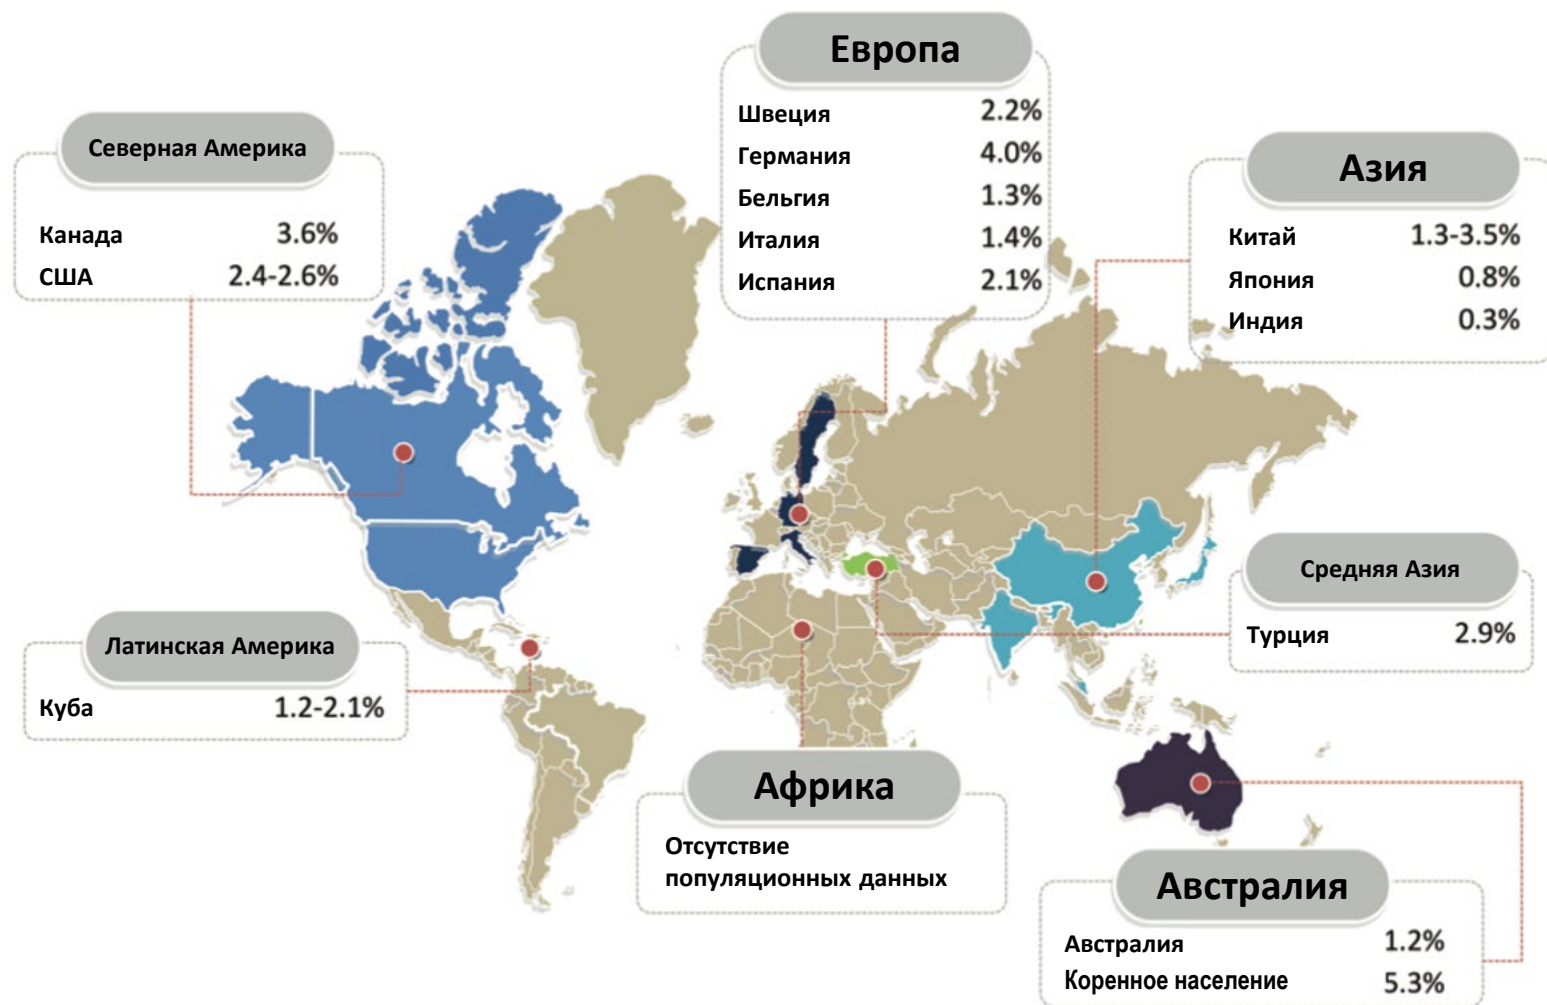 Европа
Швеция 2.2%
Германия 4.0%
Бельгия 1.3%
Италия 1.4%
Испания 2.1%
Северная Америка
Канада 3.6%
США 2.4-2.6%
Азия
Китай 1.3-3.5%
Япония 0.8%
Индия 0.3%
Средняя Азия
Турция 2.9%
Латинская Америка
Куба 1.2-2.1%
Африка
Отсутствие
популяционных данных
Австралия
Австралия 1.2%
Коренное население 5.3%